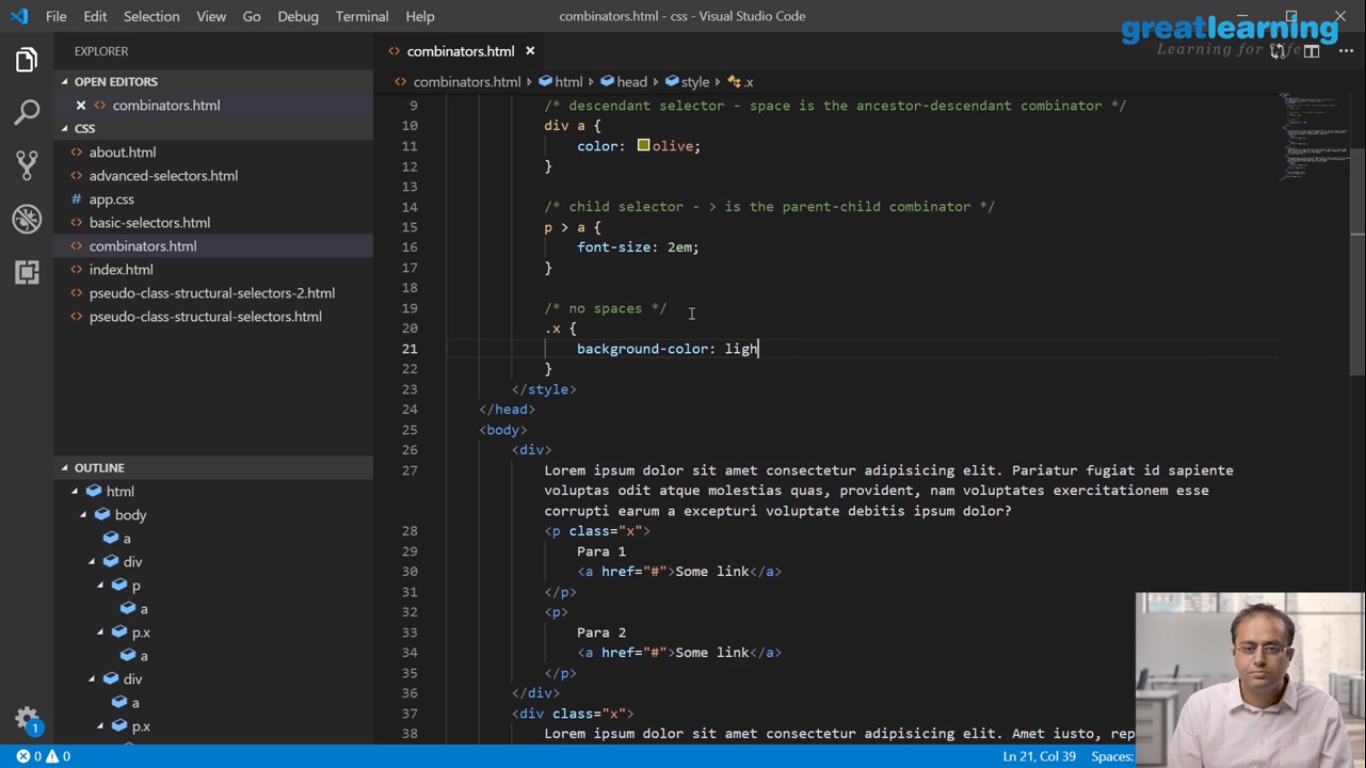 File Edit Selection View Go Debug Terminal Help
combinators.html - css - Visual Studio Code
greatlearning
Learning for life
EXPLORER
OPEN EDITORS
combinators.html
CSS
about.html
advanced-selectors.html
# app.css
basic-selectors.html
combinators.html
index.html
pseudo-class-structural-selectors-2.html
pseudo-class-structural-selectors.html
OUTLINE
html
body
a
div
p
a
p.x
a
div
a
p.x
combinators.html
combinators.html > html > head > style > .x
9 /* descendant selector - space is the ancestor-descendant combinator */
10 div a {
11 color: olive;
12 }
13
14 /* child selector - > is the parent-child combinator */
15 p > a {
16 font-size: 2em;
17 }
18
19 /* no spaces */
20 .x {
21 background-color: ligh
22 }
23 </style>
24 </head>
25 <body>
26 <div>
27 Lorem ipsum dolor sit amet consectetur adipisicing elit. Pariatur fugiat id sapiente
voluptas odit atque molestias quas, provident, nam voluptates exercitationem esse
corrupti earum a excepturi voluptate debitis ipsum dolor?
28 <p class="x">
29 Para 1
30 <a href="#">Some link</a>
31 </p>
32 <p>
33 Para 2
34 <a href="#">Some link</a>
35 </p>
36 </div>
37 <div class="x">
38 Lorem ipsum dolor sit amet consectetur adipisicing elit. Amet iusto, rep
1
0 0
Ln 21, Col 39 Spaces: